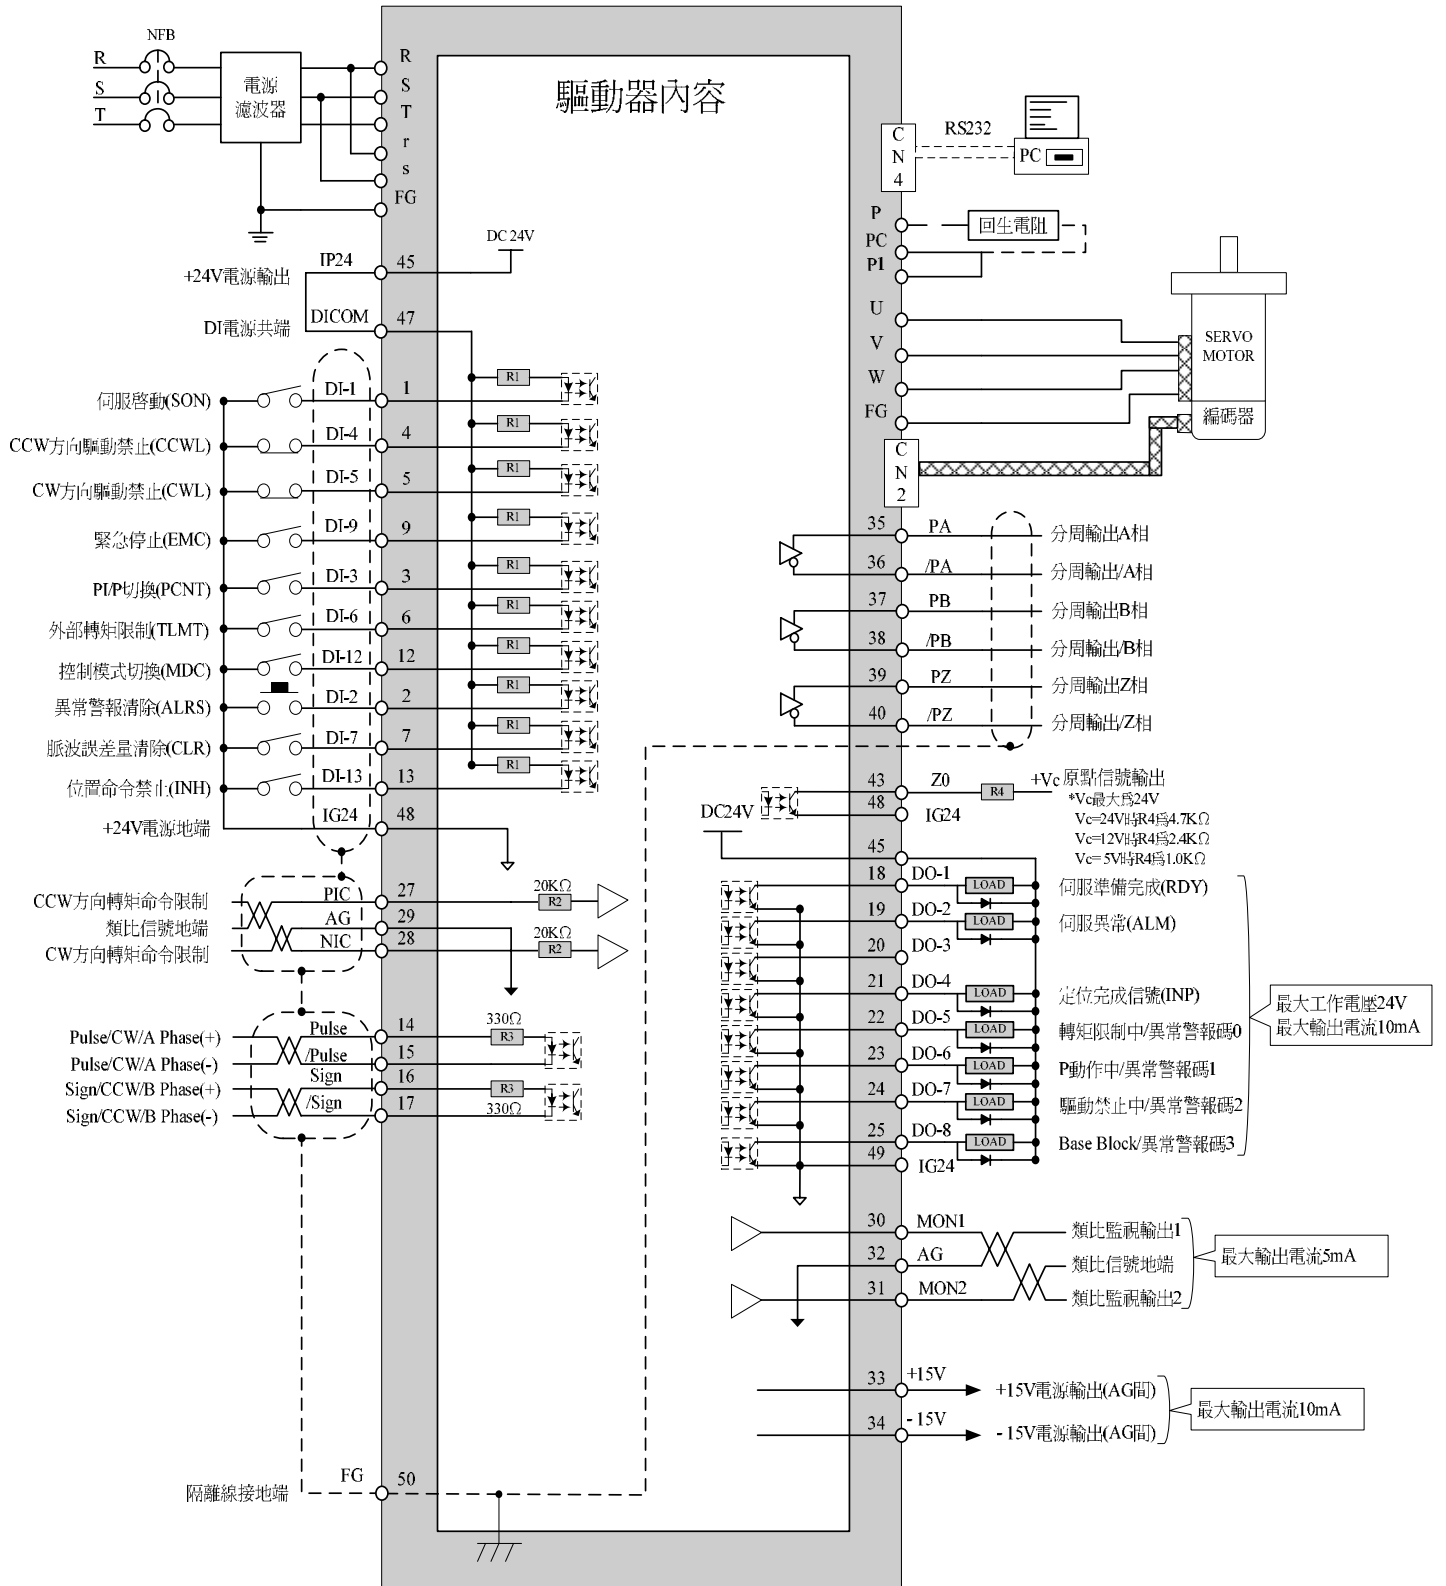 NFB
R
S
T
電源
濾波器
R
S
T
r
s
FG
驅動器內容
C
N
4
RS232
PC
P
PC
P1
回生電阻
DC 24V
+24V電源輸出
IP24
45
DI電源共端
DICOM
47
U
V
W
FG
SERVO
MOTOR
編碼器
C
N
2
伺服啓動(SON)
DI-1
1
R1
CCW方向驅動禁止(CCWL)
DI-4
4
R1
CW方向驅動禁止(CWL)
DI-5
5
R1
緊急停止(EMC)
DI-9
9
R1
PI/P切換(PCNT)
DI-3
3
R1
外部轉矩限制(TLMT)
DI-6
6
R1
控制模式切換(MDC)
DI-12
12
R1
異常警報清除(ALRS)
DI-2
2
R1
脈波誤差量清除(CLR)
DI-7
7
R1
位置命令禁止(INH)
DI-13
13
R1
+24V電源地端
IG24
48
35
PA
分周輸出A相
36
/PA
分周輸出/A相
37
PB
分周輸出B相
38
/PB
分周輸出/B相
39
PZ
分周輸出Z相
40
/PZ
分周輸出/Z相
43
Z0
R4
+Vc
原點信號輸出
*Vc最大爲24V
Vc=24V時R4爲4.7KΩ
Vc=12V時R4爲2.4KΩ
Vc= 5V時R4爲1.0KΩ
48
IG24
DC24V
45
18
DO-1
LOAD
伺服準備完成(RDY)
19
DO-2
LOAD
伺服異常(ALM)
20
DO-3
21
DO-4
LOAD
定位完成信號(INP)
22
DO-5
LOAD
轉矩限制中/異常警報碼0
23
DO-6
LOAD
P動作中/異常警報碼1
24
DO-7
LOAD
驅動禁止中/異常警報碼2
25
DO-8
LOAD
Base Block/異常警報碼3
49
IG24
最大工作電壓24V
最大輸出電流10mA
CCW方向轉矩命令限制
PIC
27
20KΩ
R2
類比信號地端
AG
29
CW方向轉矩命令限制
NIC
28
20KΩ
R2
Pulse/CW/A Phase(+)
Pulse
14
330Ω
R3
Pulse/CW/A Phase(-)
/Pulse
15
Sign/CCW/B Phase(+)
Sign
16
R3
330Ω
Sign/CCW/B Phase(-)
/Sign
17
30
MON1
類比監視輸出1
32
AG
類比信號地端
31
MON2
類比監視輸出2
最大輸出電流5mA
33
+15V
+15V電源輸出(AG間)
34
-15V
-15V電源輸出(AG間)
最大輸出電流10mA
隔離線接地端
FG
50